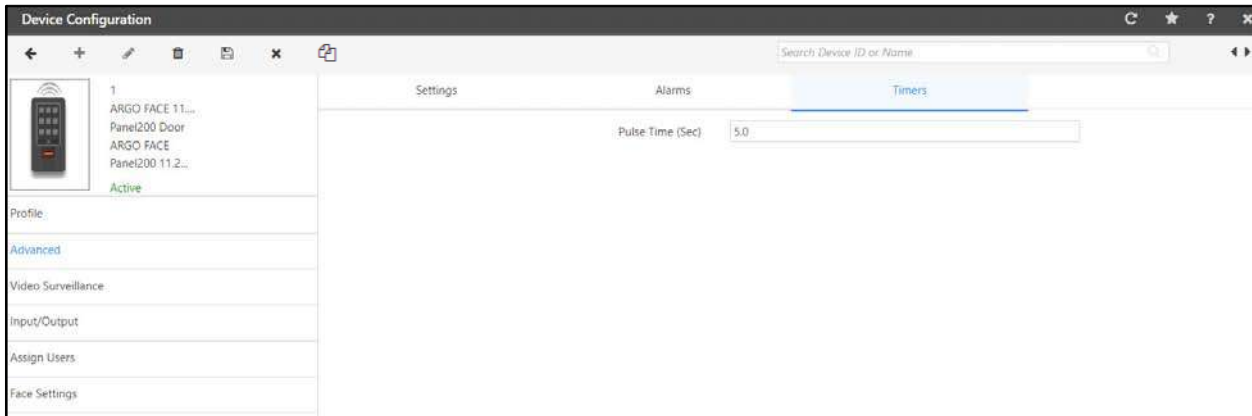 Device Configuration
?
Search Device ID or Name
1
ARGO FACE 11....
Panel200 Door
ARGO FACE
Panel200 11.2...
Active
Settings Alarms Timers
Pulse Time (Sec) 5.0
Profile
Advanced
Video Surveillance
Input/Output
Assign Users
Face Settings